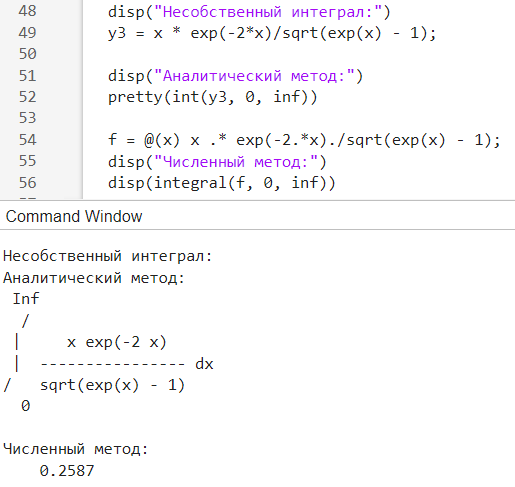 48 disp("Несобственный интеграл:")
49 y3 = x * exp(-2*x)/sqrt(exp(x) - 1);
50
51 disp("Аналитический метод:")
52 pretty(int(y3, 0, inf))
53
54 f = @(x) x .* exp(-2.*x)./sqrt(exp(x) - 1);
55 disp("Численный метод:")
56 disp(integral(f, 0, inf))
Command Window
Несобственный интеграл:
Аналитический метод:
 Inf
  /
 |     x exp(-2 x)
 |  ---------------- dx
/   sqrt(exp(x) - 1)
  0
Численный метод:
    0.2587